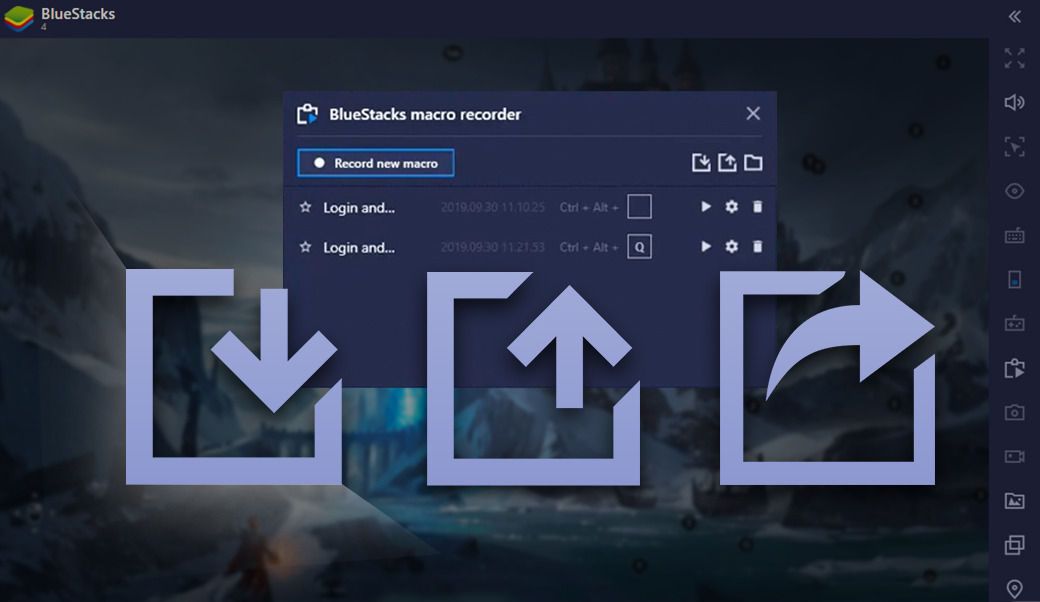 BlueStacks
4
BlueStacks macro recorder
Record new macro
Login and... 2019.09.30 11.10.25 Ctrl + Alt +
Login and... 2019.09.30 11.21.53 Ctrl + Alt + Q